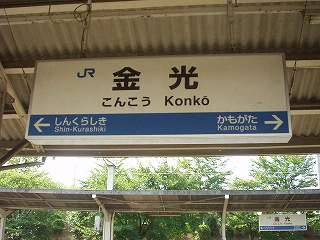 JR 金光
こんこう Konkō
← しんくらしき かもがた →
Shin-Kurashiki Kamogata
金光